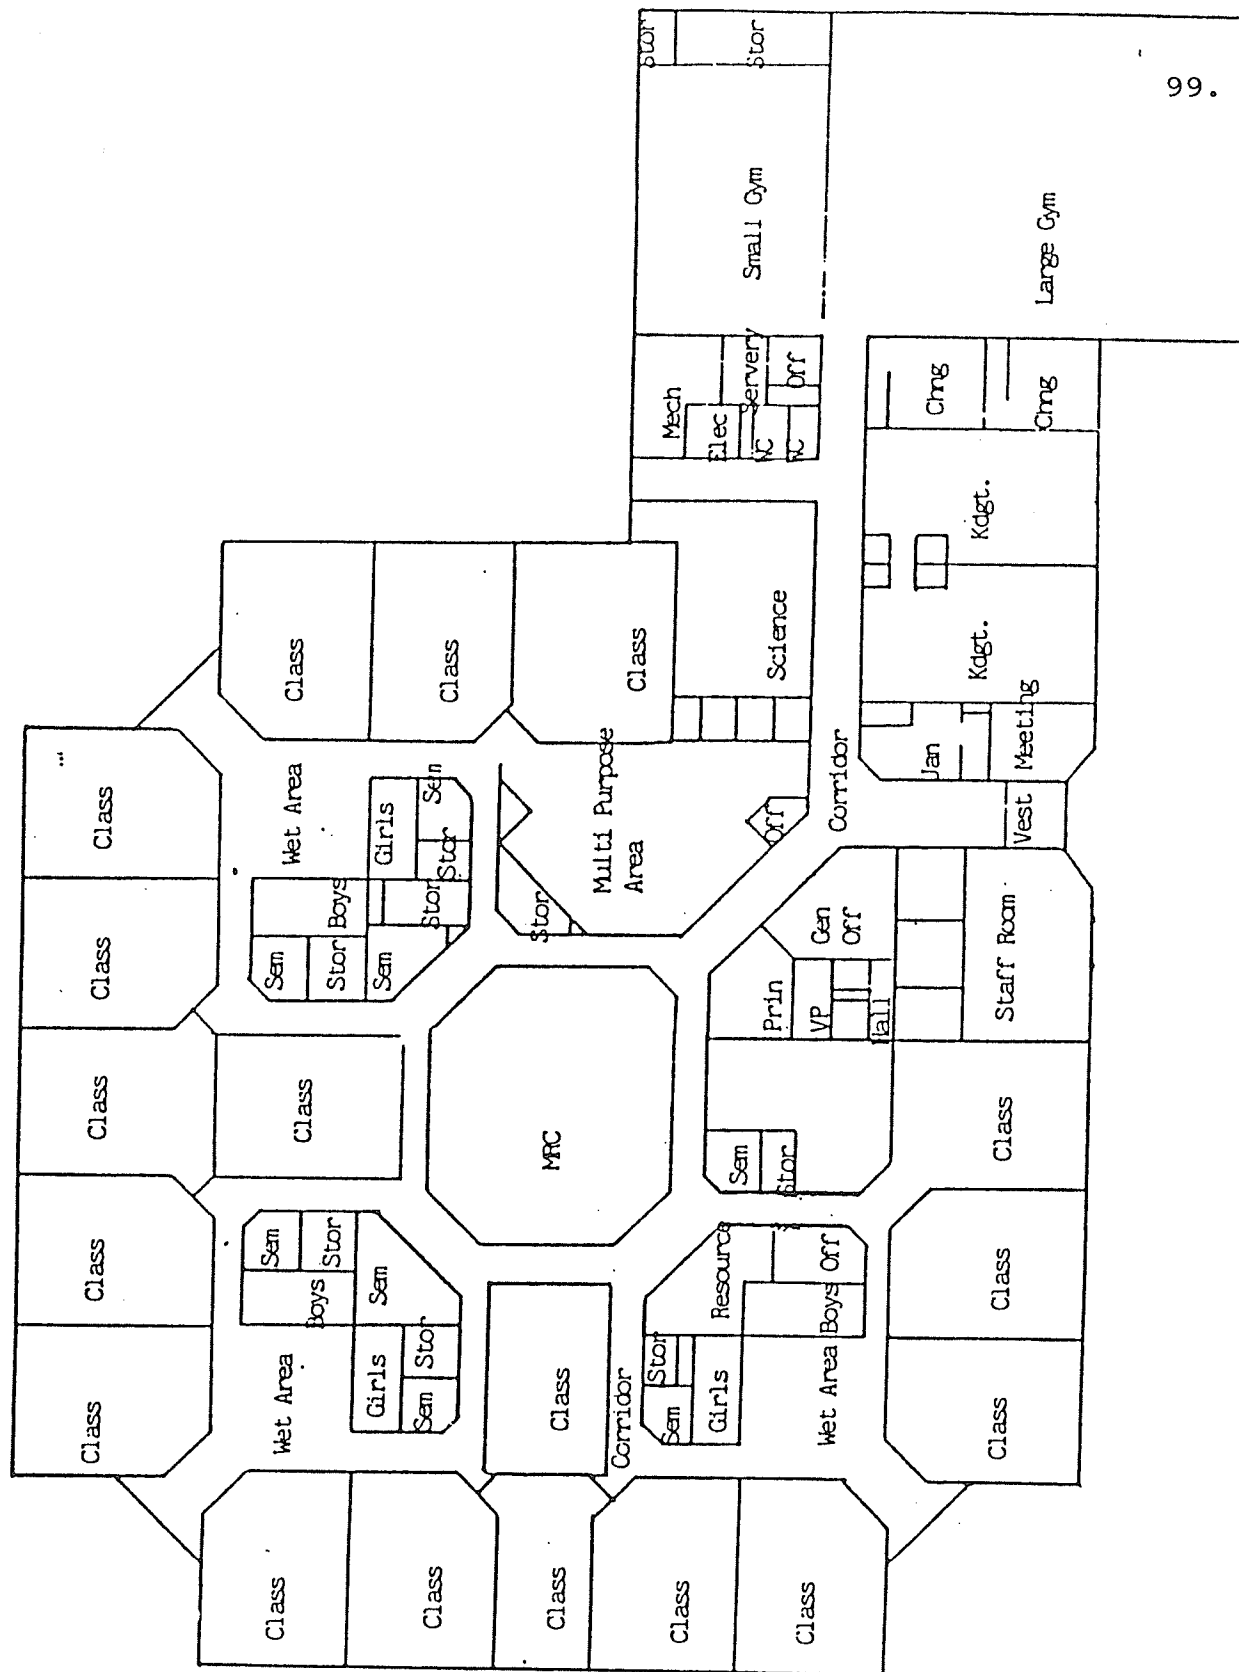 99.
Class
Class
Class
Class
Class
Class
Wet Area
Sem
Class
Sem
Wet Area
Class
Boys
Stor
Stor
Boys
Girls
Sem
Sem
Girls
Class
Sem
Stor
Stor
Stor
Sem
Class
Class
Class
MRC
Stor
Corridor
Multi Purpose
Area
Class
Stor
Class
Sem
Stor
Mech
Girls
Resource
Sem
Elec
Stor
Prin
Off
Science
WC
Servery
Small Gym
Stor
Class
VP
WC
Off
Wet Area
Boys
Off
Gen
Off
Corridor
Hall
Jan
Chng
Class
Class
Class
Staff Room
Kdgt.
Kdgt.
Vest
Meeting
Chng
Large Gym